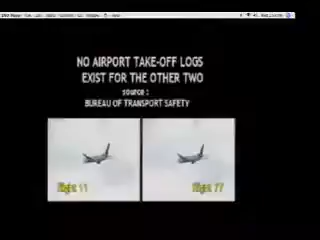 NO AIRPORT TAKE-OFF LOGS
EXIST FOR THE OTHER TWO
source :
BUREAU OF TRANSPORT SAFETY
flight 11
flight 77